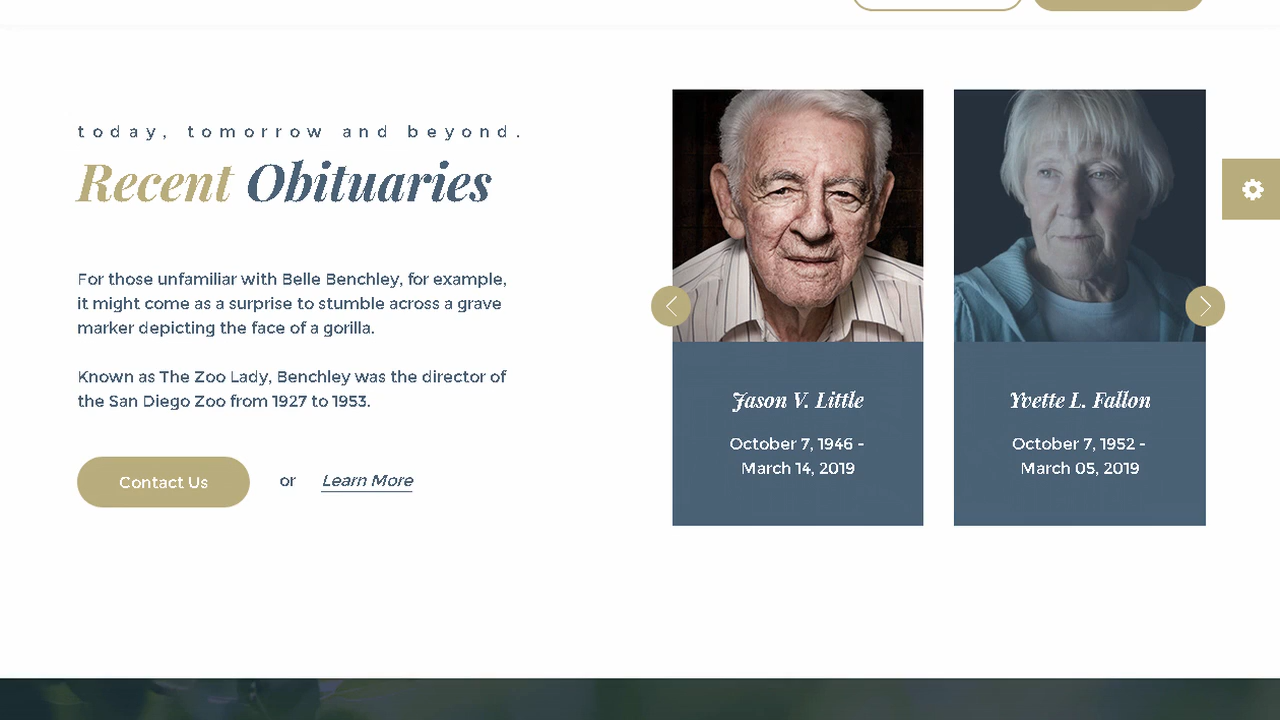 today, tomorrow and beyond.
Recent Obituaries
For those unfamiliar with Belle Benchley, for example,
it might come as a surprise to stumble across a grave
marker depicting the face of a gorilla.
Known as The Zoo Lady, Benchley was the director of
the San Diego Zoo from 1927 to 1953.
Contact Us
or
Learn More
Jason V. Little
October 7, 1946 -
March 14, 2019
Yvette L. Fallon
October 7, 1952 -
March 05, 2019